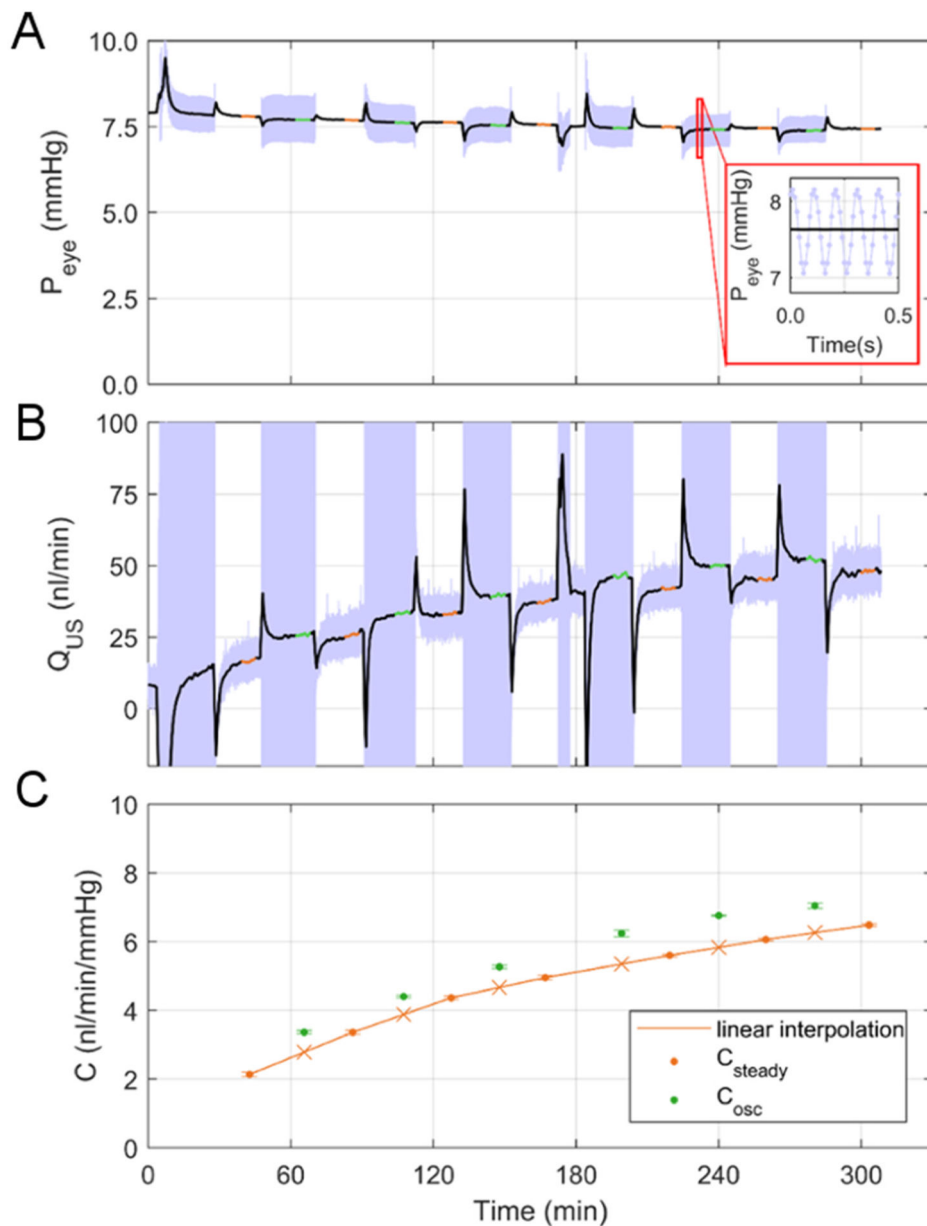 A
10.0
7.5
5.0
2.5
0.0
P_eye (mmHg)
P_eye (mmHg)
8
7
0.0 0.5
Time(s)
B
100
75
50
25
0
Q_US (nl/min)
C
10
8
6
4
2
0
C (nl/min/mmHg)
linear interpolation
C_steady
C_osc
0 60 120 180 240 300
Time (min)